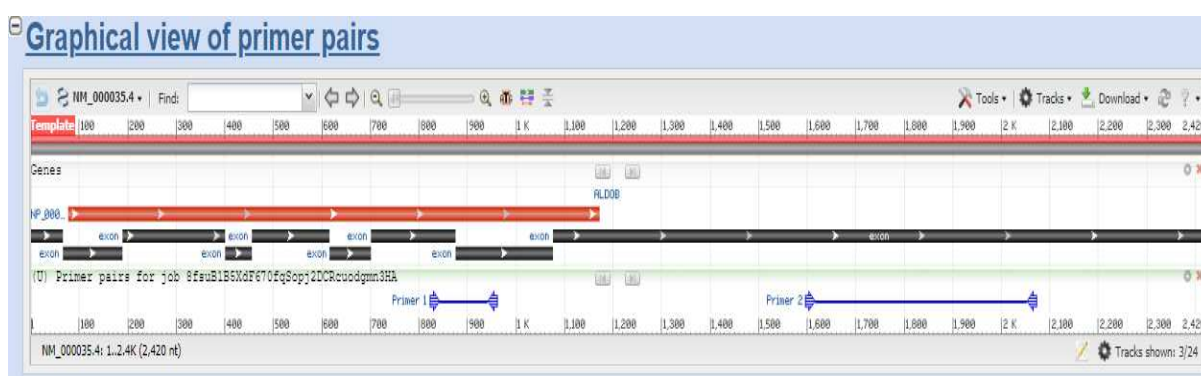 Graphical view of primer pairs
NM_000035.4 Find: Tools Tracks Download ?
Template 100 200 300 400 500 600 700 800 900 1 K 1,100 1,200 1,300 1,400 1,500 1,600 1,700 1,800 1,900 2 K 2,100 2,200 2,300 2,42
Genes
ALDOB
NP_000…
exon exon exon exon exon
exon exon exon exon
(U) Primer pairs for job
Primer 1 Primer 2
1 100 200 300 400 500 600 700 800 900 1 K 1,100 1,200 1,300 1,400 1,500 1,600 1,700 1,800 1,900 2 K 2,100 2,200 2,300 2,42
NM_000035.4: 1..2.4K (2,420 nt) Tracks shown: 3/24